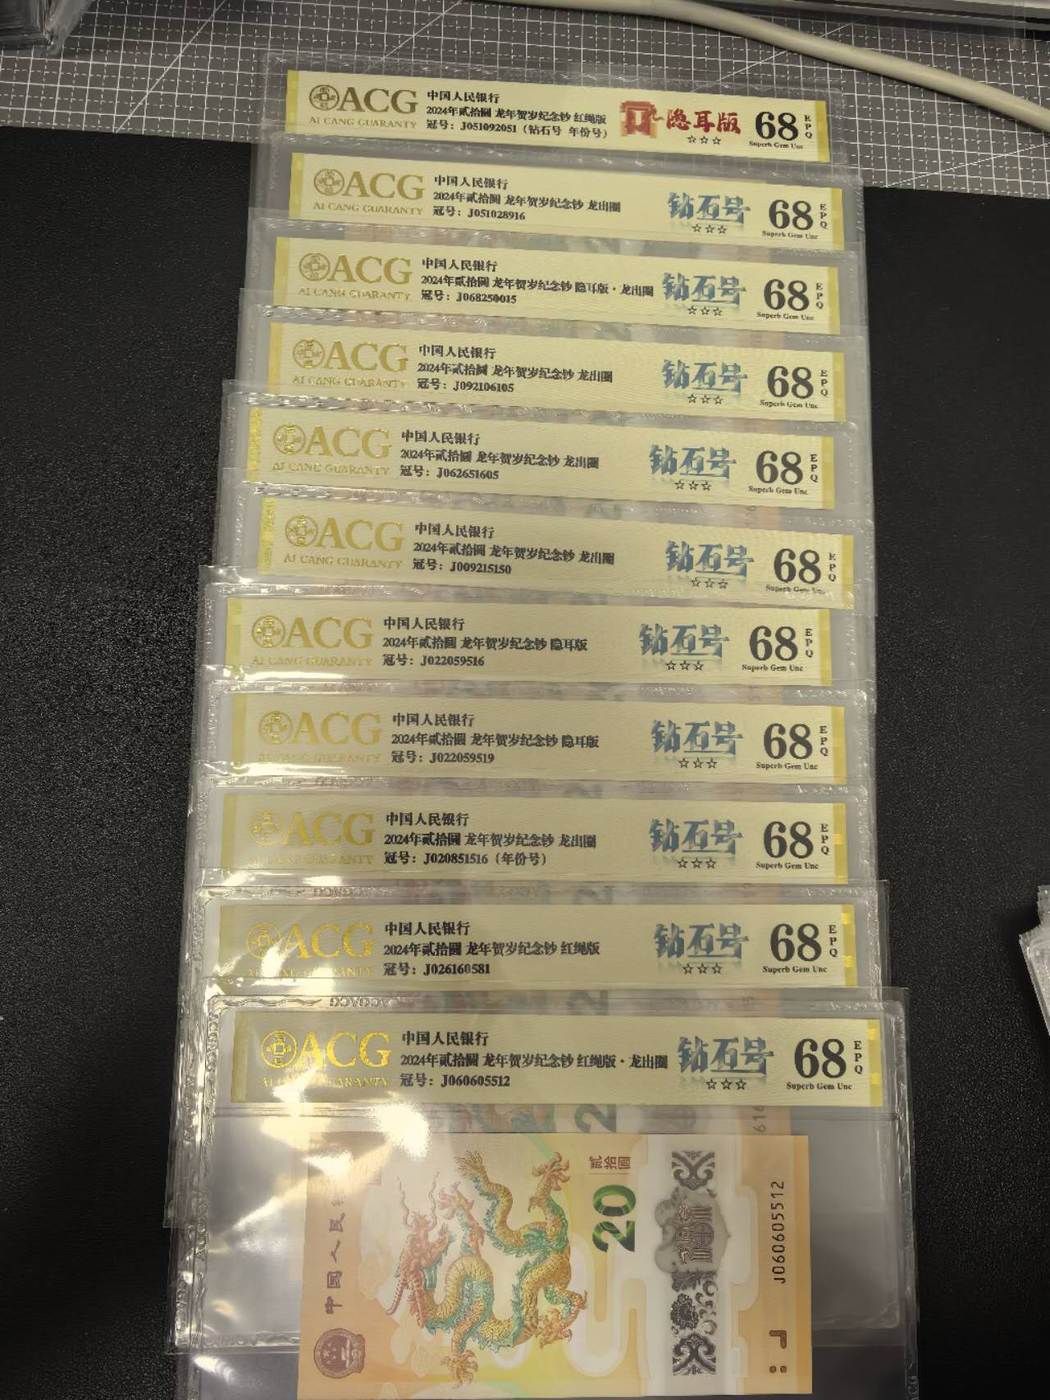 ACG
AI CANG GUARANTY
中国人民银行
2024年贰拾圆 龙年贺岁纪念钞 红绳版
冠号：J051092051（钻石号 年份号）
隐耳版
☆☆☆
68
EPQ
Superb Gem Unc
ACG
AI CANG GUARANTY
中国人民银行
2024年贰拾圆 龙年贺岁纪念钞 龙出圈
冠号：J051028916
钻石号
☆☆☆
68
EPQ
Superb Gem Unc
ACG
AI CANG GUARANTY
中国人民银行
2024年贰拾圆 龙年贺岁纪念钞 隐耳版·龙出圈
冠号：J068250015
钻石号
☆☆☆
68
EPQ
Superb Gem Unc
ACG
AI CANG GUARANTY
中国人民银行
2024年贰拾圆 龙年贺岁纪念钞 龙出圈
冠号：J092106105
钻石号
☆☆☆
68
EPQ
Superb Gem Unc
ACG
AI CANG GUARANTY
中国人民银行
2024年贰拾圆 龙年贺岁纪念钞 龙出圈
冠号：J062651605
钻石号
☆☆☆
68
EPQ
Superb Gem Unc
ACG
AI CANG GUARANTY
中国人民银行
2024年贰拾圆 龙年贺岁纪念钞 龙出圈
冠号：J009215150
钻石号
☆☆☆
68
EPQ
Superb Gem Unc
ACG
AI CANG GUARANTY
中国人民银行
2024年贰拾圆 龙年贺岁纪念钞 隐耳版
冠号：J022059516
钻石号
☆☆☆
68
EPQ
Superb Gem Unc
ACG
AI CANG GUARANTY
中国人民银行
2024年贰拾圆 龙年贺岁纪念钞 隐耳版
冠号：J022059519
钻石号
☆☆☆
68
EPQ
Superb Gem Unc
ACG
中国人民银行
2024年贰拾圆 龙年贺岁纪念钞 龙出圈
冠号：J020851516（年份号）
钻石号
☆☆☆
68
EPQ
Superb Gem Unc
ACG
中国人民银行
2024年贰拾圆 龙年贺岁纪念钞 红绳版
冠号：J026160581
钻石号
☆☆☆
68
EPQ
Superb Gem Unc
ACG
AI CANG GUARANTY
中国人民银行
2024年贰拾圆 龙年贺岁纪念钞 红绳版·龙出圈
冠号：J060605512
钻石号
☆☆☆
68
EPQ
Superb Gem Unc
中国人民
贰拾圆
20
J060605512